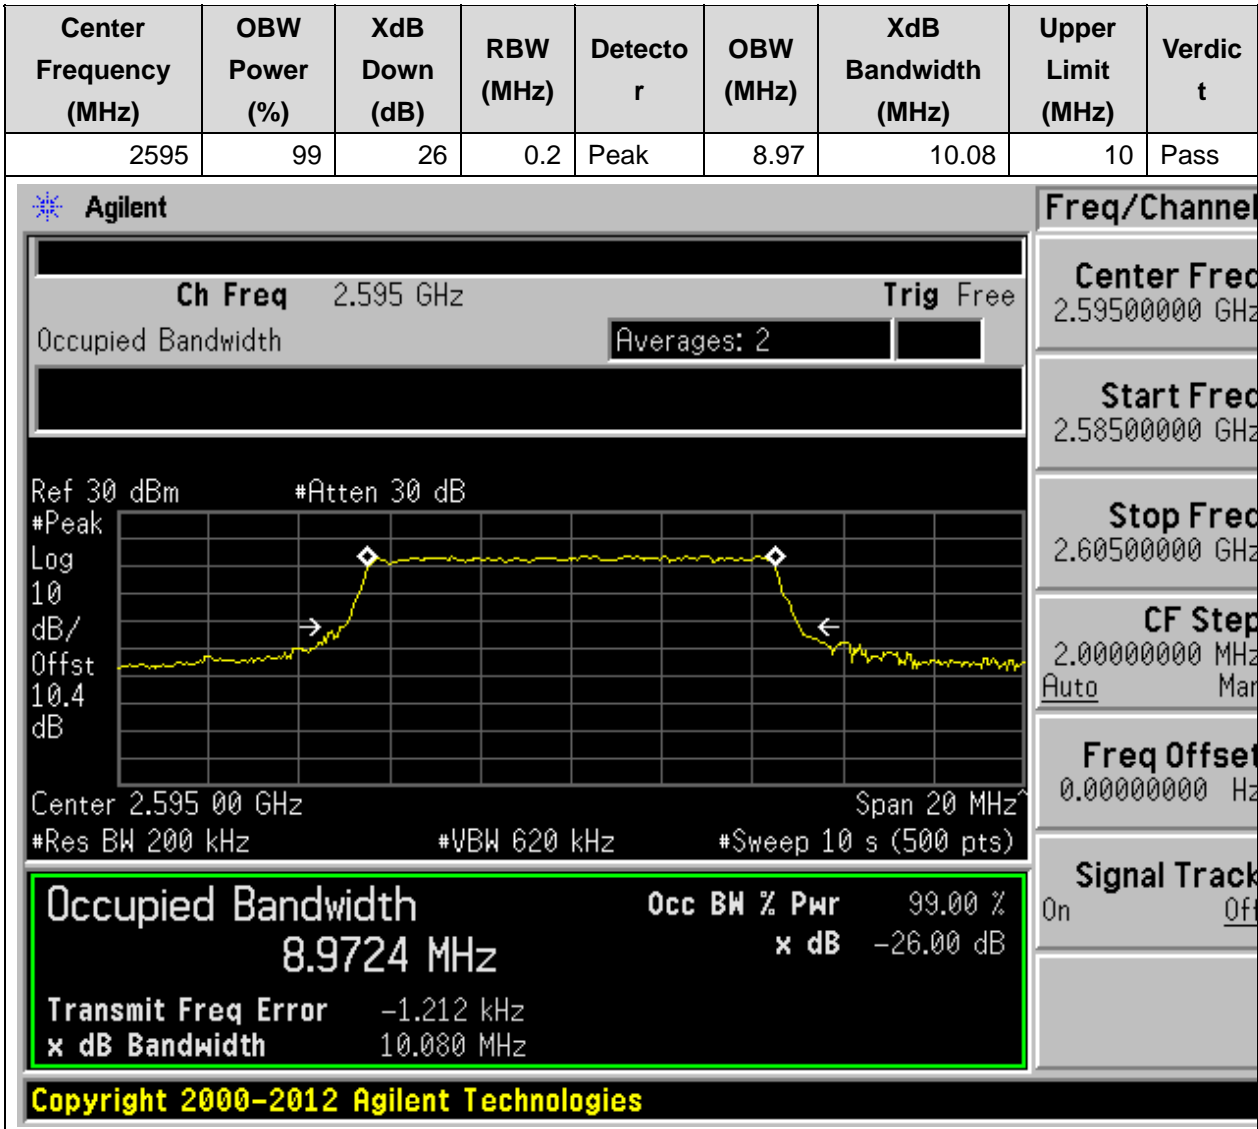 Center Frequency (MHz) OBW Power (%) XdB Down (dB) RBW (MHz) Detecto r OBW (MHz) XdB Bandwidth (MHz) Upper Limit (MHz) Verdic t
2595 99 26 0.2 Peak 8.97 10.08 10 Pass
Agilent
Freq/Channel
Ch Freq 2.595 GHz Trig Free
Occupied Bandwidth Averages: 2
Ref 30 dBm #Atten 30 dB
#Peak
Log
10
dB/
Offst
10.4
dB
Center 2.595 00 GHz Span 20 MHz^
#Res BW 200 kHz #VBW 620 kHz #Sweep 10 s (500 pts)
Occupied Bandwidth
8.9724 MHz
Occ BW % Pwr 99.00 %
x dB -26.00 dB
Transmit Freq Error -1.212 kHz
x dB Bandwidth 10.080 MHz
Center Freq
2.59500000 GHz
Start Freq
2.58500000 GHz
Stop Freq
2.60500000 GHz
CF Step
2.00000000 MHz
Auto Man
Freq Offset
0.00000000 Hz
Signal Track
On Off
Copyright 2000-2012 Agilent Technologies